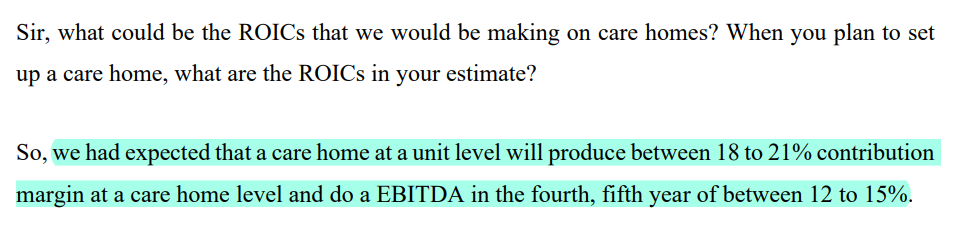 Sir, what could be the ROICs that we would be making on care homes? When you plan to set
up a care home, what are the ROICs in your estimate?
So, we had expected that a care home at a unit level will produce between 18 to 21% contribution
margin at a care home level and do a EBITDA in the fourth, fifth year of between 12 to 15%.